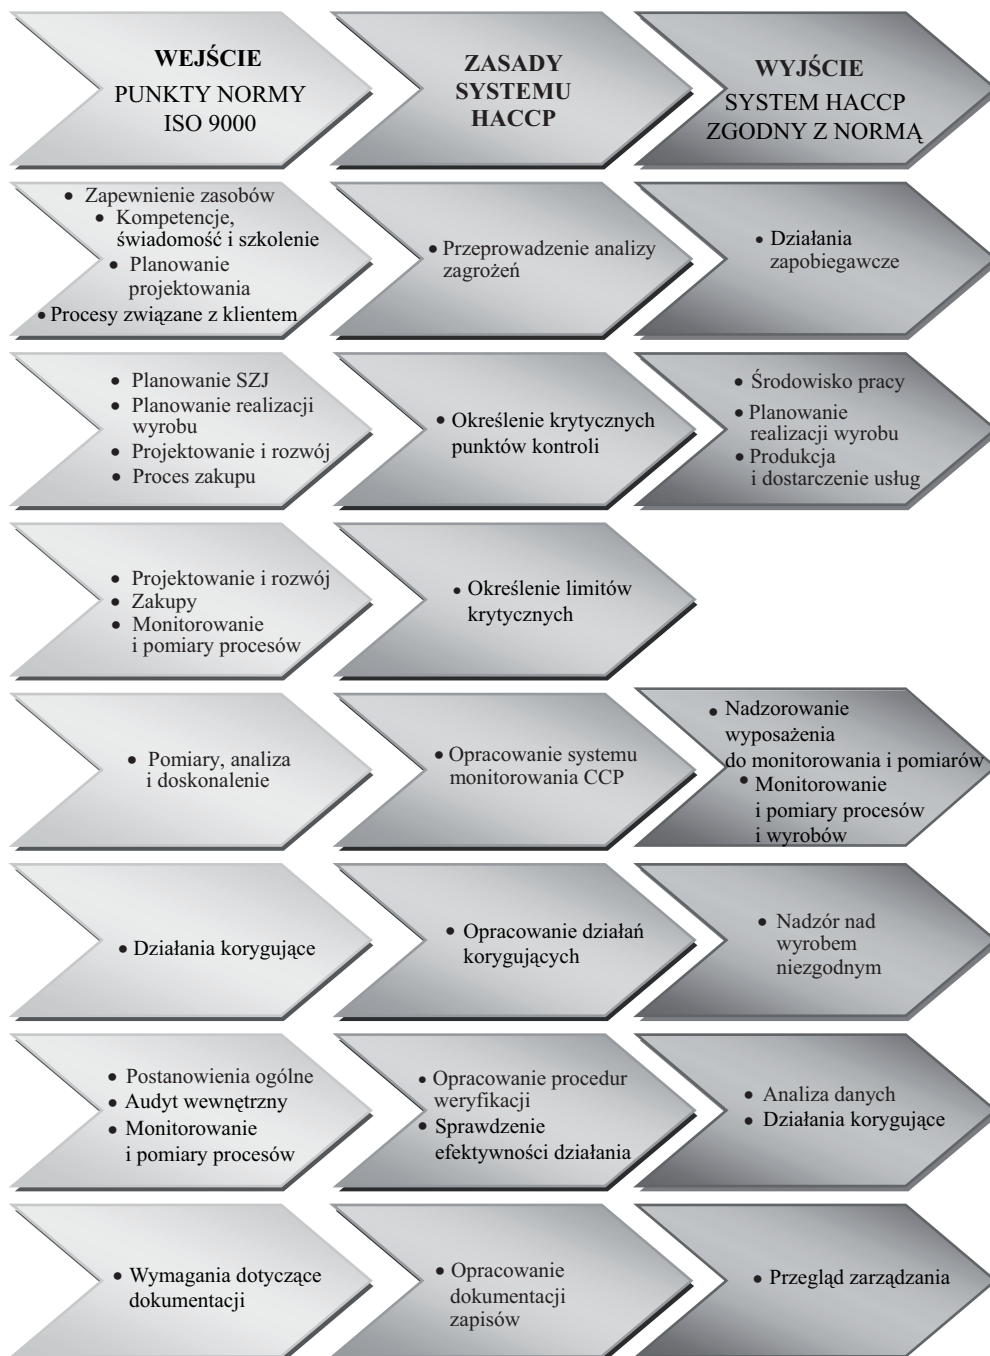 WEJŚCIE
PUNKTY NORMY
ISO 9000
ZASADY
SYSTEMU
HACCP
WYJŚCIE
SYSTEM HACCP
ZGODNY Z NORMĄ
• Zapewnienie zasobów
• Kompetencje,
świadomość i szkolenie
• Planowanie
projektowania
• Procesy związane z klientem
• Przeprowadzenie analizy
zagrożeń
• Działania
zapobiegawcze
• Planowanie SZJ
• Planowanie realizacji
wyrobu
• Projektowanie i rozwój
• Proces zakupu
• Określenie krytycznych
punktów kontroli
• Środowisko pracy
• Planowanie
realizacji wyrobu
• Produkcja
i dostarczenie usług
• Projektowanie i rozwój
• Zakupy
• Monitorowanie
i pomiary procesów
• Określenie limitów
krytycznych
• Pomiary, analiza
i doskonalenie
• Opracowanie systemu
monitorowania CCP
• Nadzorowanie
wyposażenia
do monitorowania i pomiarów
• Monitorowanie
i pomiary procesów
i wyrobów
• Działania korygujące
• Opracowanie działań
korygujących
• Nadzór nad
wyrobem
niezgodnym
• Postanowienia ogólne
• Audyt wewnętrzny
• Monitorowanie
i pomiary procesów
• Opracowanie procedur
weryfikacji
• Sprawdzenie
efektywności działania
• Analiza danych
• Działania korygujące
• Wymagania dotyczące
dokumentacji
• Opracowanie
dokumentacji
zapisów
• Przegląd zarządzania